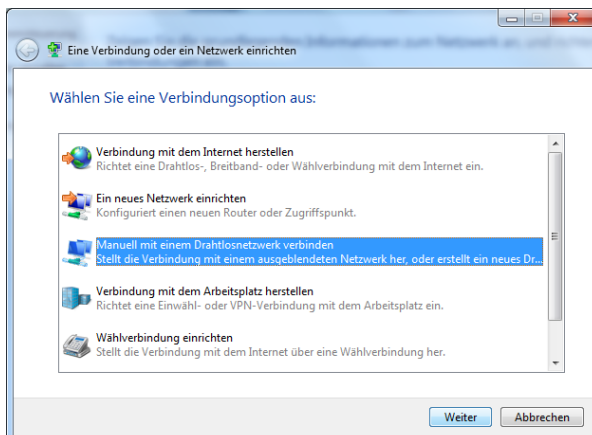 Eine Verbindung oder ein Netzwerk einrichten
Wählen Sie eine Verbindungsoption aus:
Verbindung mit dem Internet herstellen
Richtet eine Drahtlos-, Breitband- oder Wählverbindung mit dem Internet ein.
Ein neues Netzwerk einrichten
Konfiguriert einen neuen Router oder Zugriffspunkt.
Manuell mit einem Drahtlosnetzwerk verbinden
Stellt die Verbindung mit einem ausgeblendeten Netzwerk her, oder erstellt ein neues Dr...
Verbindung mit dem Arbeitsplatz herstellen
Richtet eine Einwähl- oder VPN-Verbindung mit dem Arbeitsplatz ein.
Wählverbindung einrichten
Stellt die Verbindung mit dem Internet über eine Wählverbindung her.
Weiter
Abbrechen